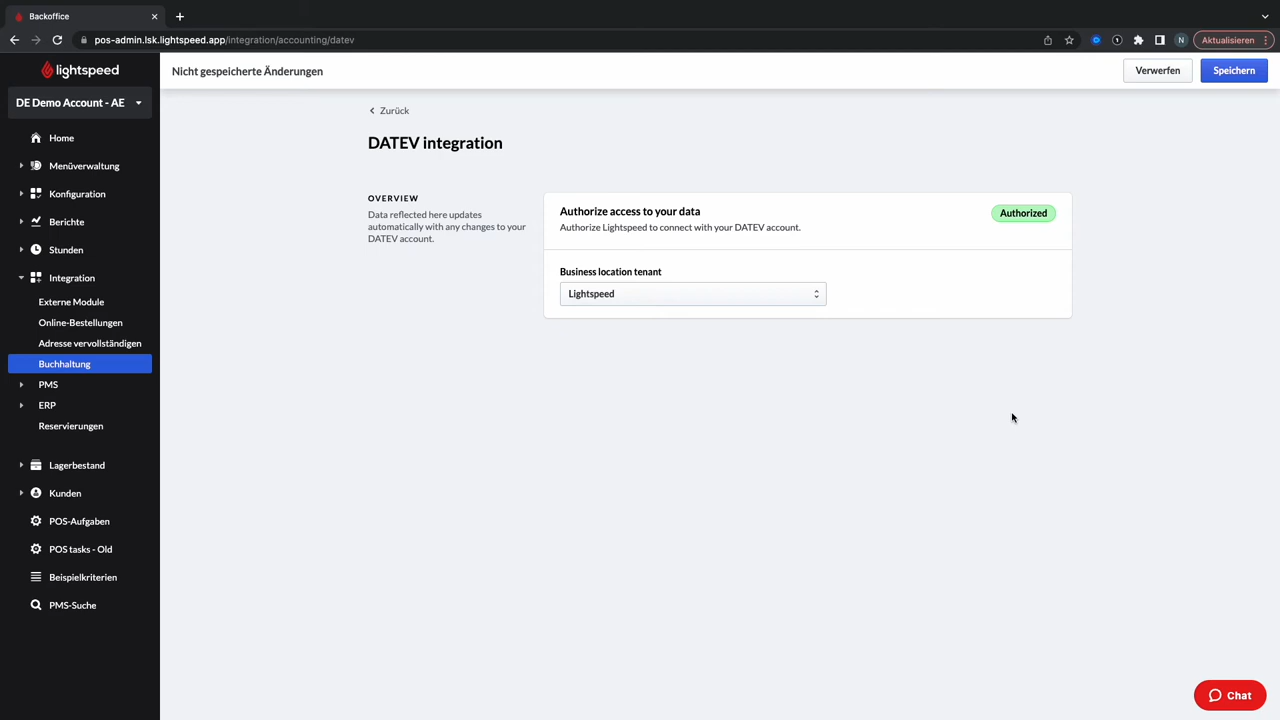 Backoffice
pos-admin.lsk.lightspeed.app/integration/accounting/datev
N
Aktualisieren
lightspeed
Nicht gespeicherte Änderungen
Verwerfen
Speichern
DE Demo Account - AE
Home
Menüverwaltung
Konfiguration
Berichte
Stunden
Integration
Externe Module
Online-Bestellungen
Adresse vervollständigen
Buchhaltung
PMS
ERP
Reservierungen
Lagerbestand
Kunden
POS-Aufgaben
POS tasks - Old
Beispielkriterien
PMS-Suche
Zurück
DATEV integration
OVERVIEW
Data reflected here updates
automatically with any changes to your
DATEV account.
Authorize access to your data
Authorized
Authorize Lightspeed to connect with your DATEV account.
Business location tenant
Lightspeed
Chat